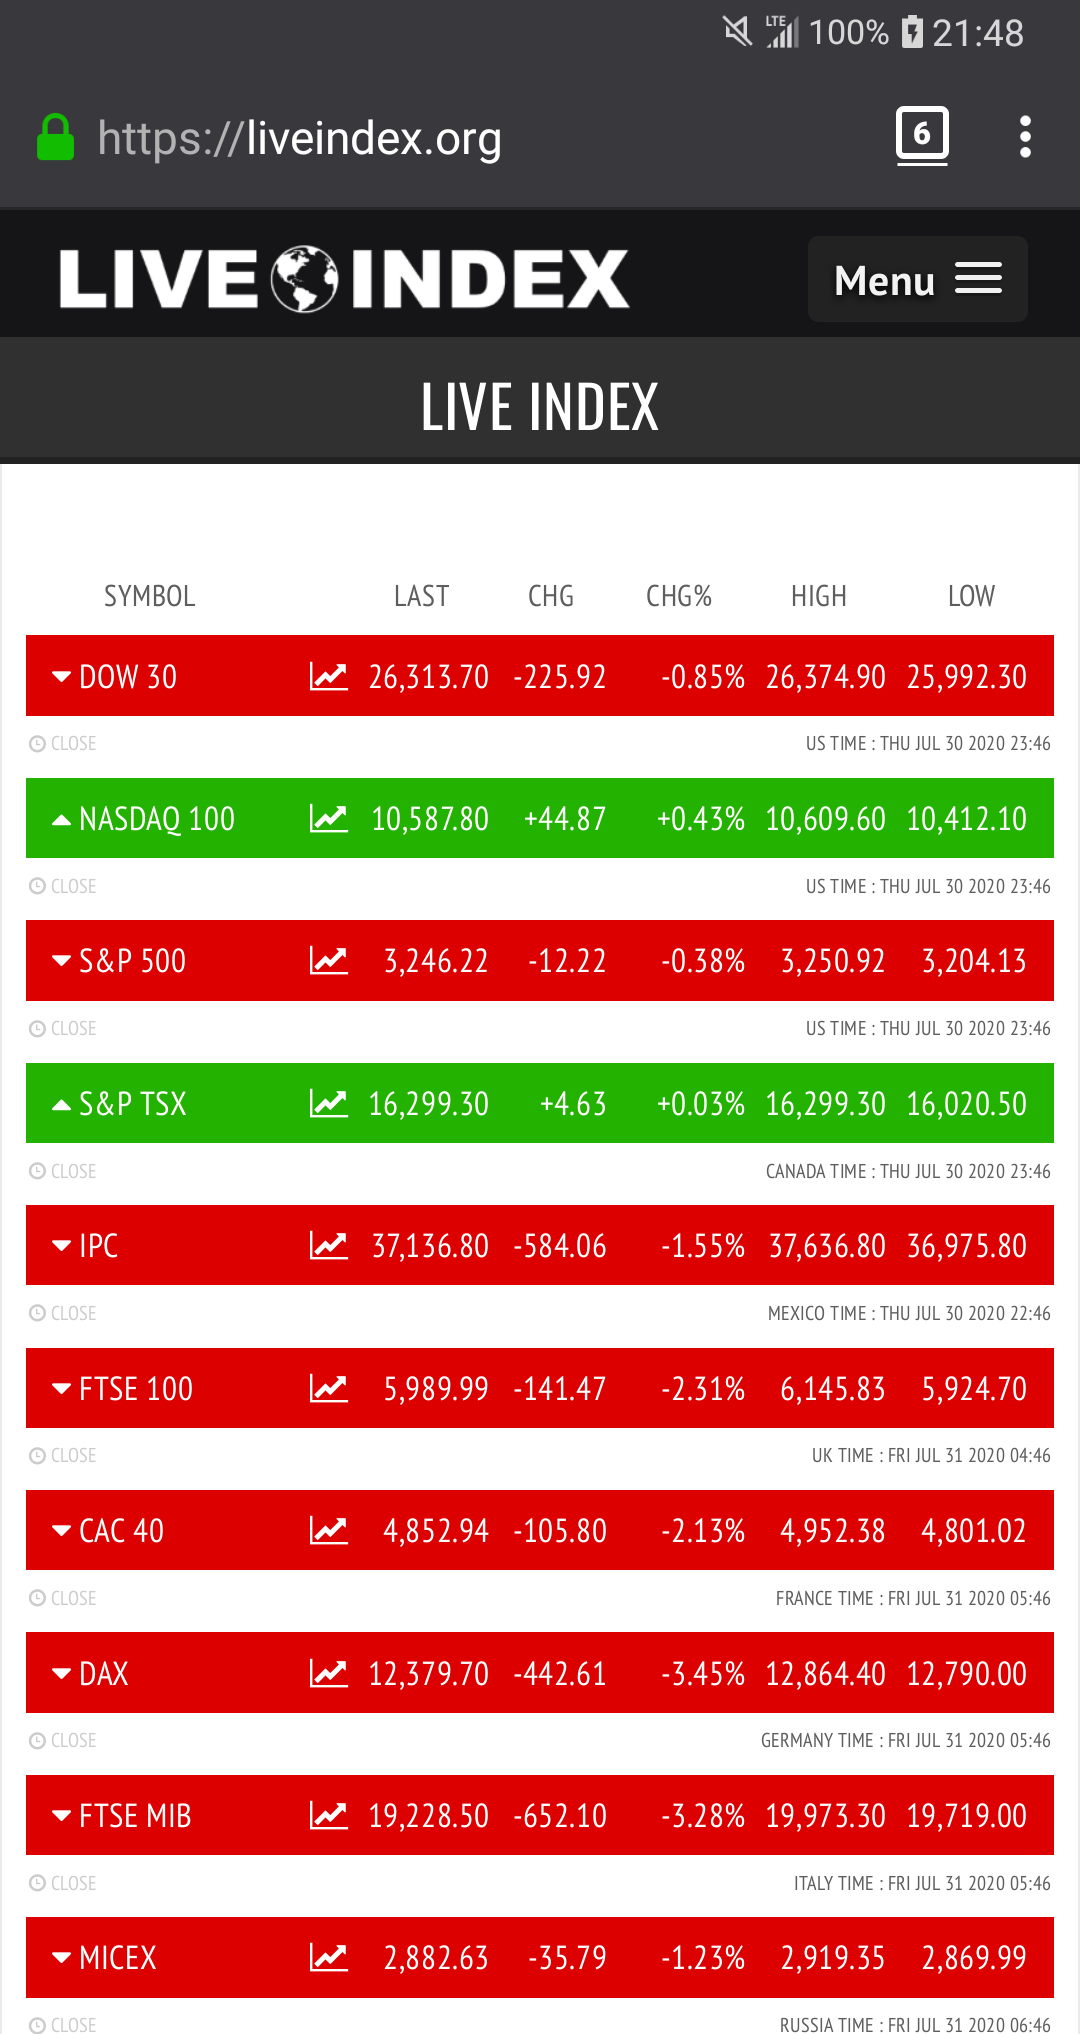 LTE 100% 21:48
https://liveindex.org 6
LIVE INDEX Menu
LIVE INDEX
SYMBOL LAST CHG CHG% HIGH LOW
DOW 30 26,313.70 -225.92 -0.85% 26,374.90 25,992.30
CLOSE US TIME : THU JUL 30 2020 23:46
NASDAQ 100 10,587.80 +44.87 +0.43% 10,609.60 10,412.10
CLOSE US TIME : THU JUL 30 2020 23:46
S&P 500 3,246.22 -12.22 -0.38% 3,250.92 3,204.13
CLOSE US TIME : THU JUL 30 2020 23:46
S&P TSX 16,299.30 +4.63 +0.03% 16,299.30 16,020.50
CLOSE CANADA TIME : THU JUL 30 2020 23:46
IPC 37,136.80 -584.06 -1.55% 37,636.80 36,975.80
CLOSE MEXICO TIME : THU JUL 30 2020 22:46
FTSE 100 5,989.99 -141.47 -2.31% 6,145.83 5,924.70
CLOSE UK TIME : FRI JUL 31 2020 04:46
CAC 40 4,852.94 -105.80 -2.13% 4,952.38 4,801.02
CLOSE FRANCE TIME : FRI JUL 31 2020 05:46
DAX 12,379.70 -442.61 -3.45% 12,864.40 12,790.00
CLOSE GERMANY TIME : FRI JUL 31 2020 05:46
FTSE MIB 19,228.50 -652.10 -3.28% 19,973.30 19,719.00
CLOSE ITALY TIME : FRI JUL 31 2020 05:46
MICEX 2,882.63 -35.79 -1.23% 2,919.35 2,869.99
CLOSE RUSSIA TIME : FRI JUL 31 2020 06:46